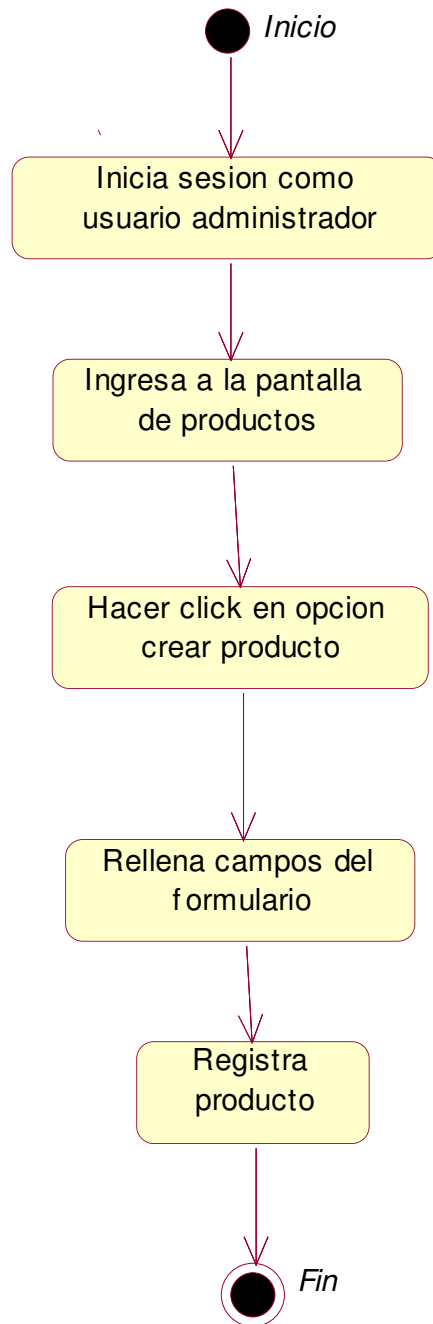 Inicio
Inicia sesion como
usuario administrador
Ingresa a la pantalla
de productos
Hacer click en opcion
crear producto
Rellena campos del
formulario
Registra
producto
Fin